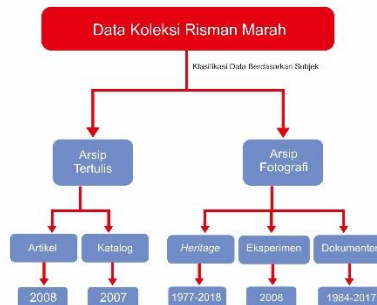 Data Koleksi Risman Marah
Klasifikasi Data Berdasarkan Subjek
Arsip
Tertulis
Arsip
Fotografi
Artikel
Katalog
Heritage
Eksperimen
Dokumenter
2008
2007
1977-2018
2008
1984-2017